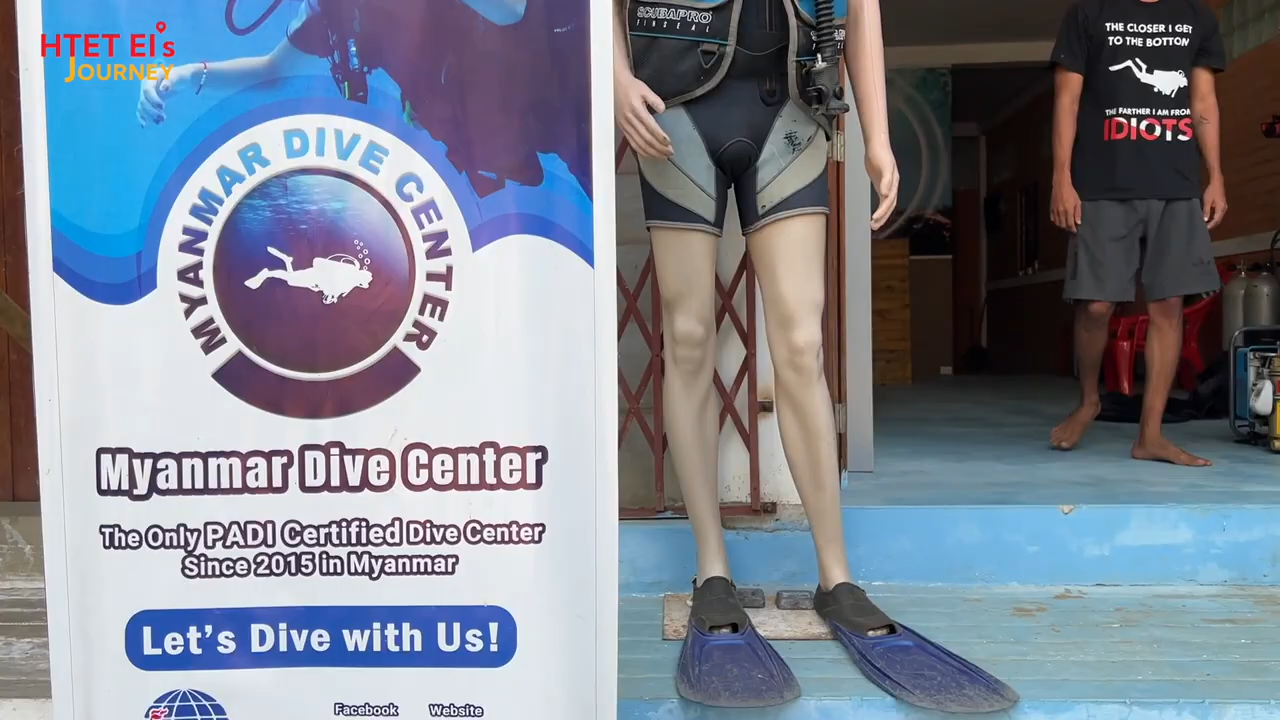 HTET EI's
JOURNEY
MYANMAR DIVE CENTER
Myanmar Dive Center
The Only PADI Certified Dive Center
Since 2015 in Myanmar
Let's Dive with Us!
Facebook
Website
SCUBAPRO
FINSEAL
THE CLOSER I GET
TO THE BOTTOM
THE FARTHER I AM FROM
IDIOTS